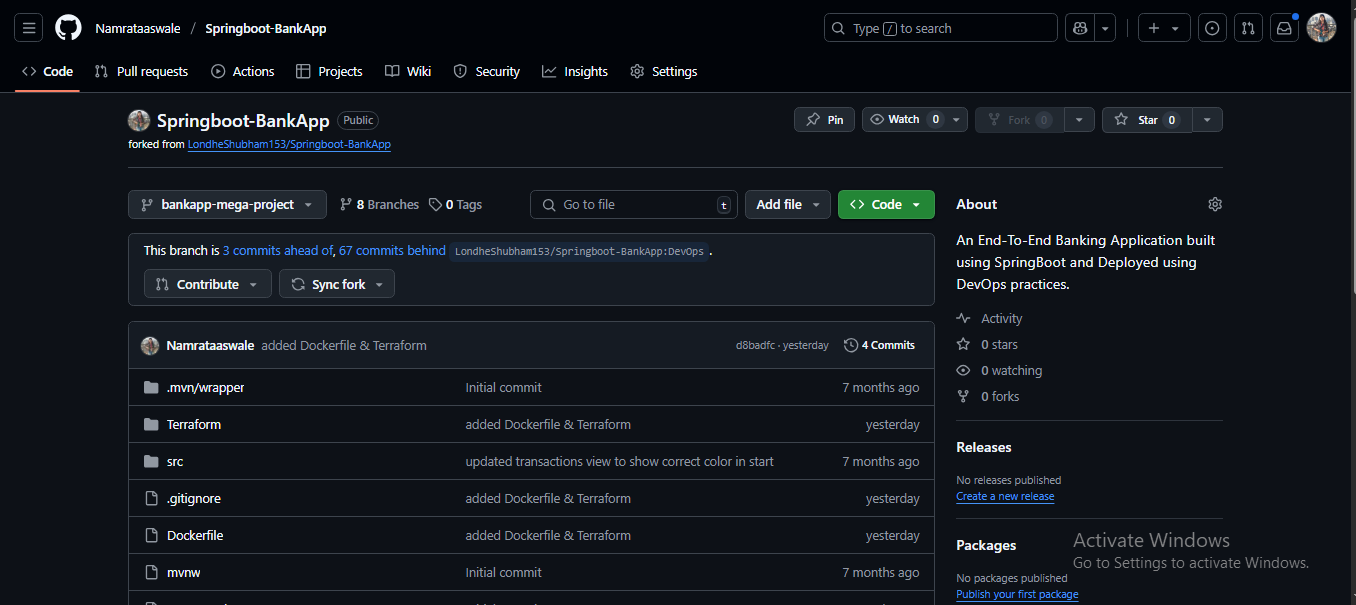 Namrataaswale / Springboot-BankApp
Type / to search
Code Pull requests Actions Projects Wiki Security Insights Settings
Springboot-BankApp Public
forked from LondheShubham153/Springboot-BankApp
Pin Watch 0 Fork 0 Star 0
bankapp-mega-project 8 Branches 0 Tags Go to file t Add file Code
This branch is 3 commits ahead of, 67 commits behind LondheShubham153/Springboot-BankApp:DevOps .
Contribute Sync fork
Namrataaswale added Dockerfile & Terraform d8badfc · yesterday 4 Commits
.mvn/wrapper Initial commit 7 months ago
Terraform added Dockerfile & Terraform yesterday
src updated transactions view to show correct color in start 7 months ago
.gitignore added Dockerfile & Terraform yesterday
Dockerfile added Dockerfile & Terraform yesterday
mvnw Initial commit 7 months ago
About
An End-To-End Banking Application built
using SpringBoot and Deployed using
DevOps practices.
Activity
0 stars
0 watching
0 forks
Releases
No releases published
Create a new release
Packages
No packages published
Publish your first package
Activate Windows
Go to Settings to activate Windows.